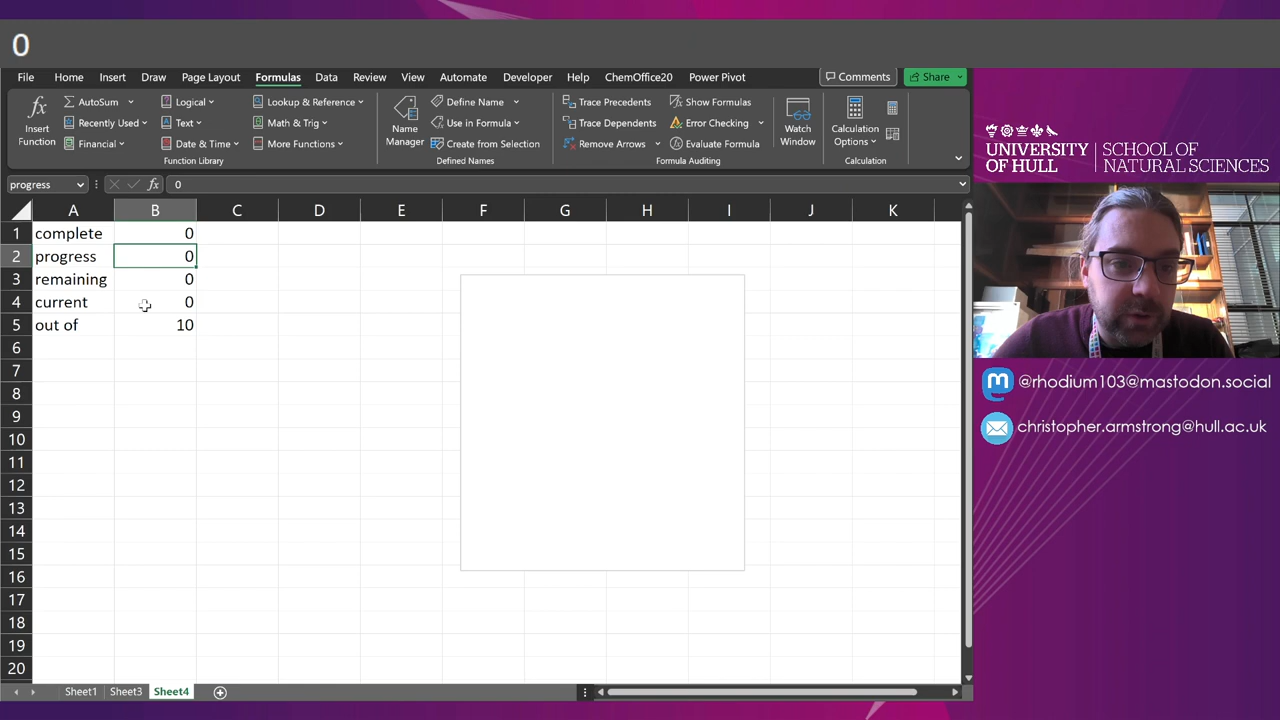 0
File Home Insert Draw Page Layout Formulas Data Review View Automate Developer Help ChemOffice20 Power Pivot Comments Share
fx Insert Function
AutoSum Recently Used Financial
Logical Text Date & Time
Lookup & Reference Math & Trig More Functions
Function Library
Name Manager
Define Name Use in Formula Create from Selection
Defined Names
Trace Precedents Trace Dependents Remove Arrows
Show Formulas Error Checking Evaluate Formula
Formula Auditing
Watch Window
Calculation Options
Calculation
progress fx 0
A B C D E F G H I J K
1 complete 0
2 progress 0
3 remaining 0
4 current 0
5 out of 10
6
7
8
9
10
11
12
13
14
15
16
17
18
19
20
Sheet1 Sheet3 Sheet4
UNIVERSITY OF HULL
SCHOOL OF NATURAL SCIENCES
@rhodium103@mastodon.social
christopher.armstrong@hull.ac.uk